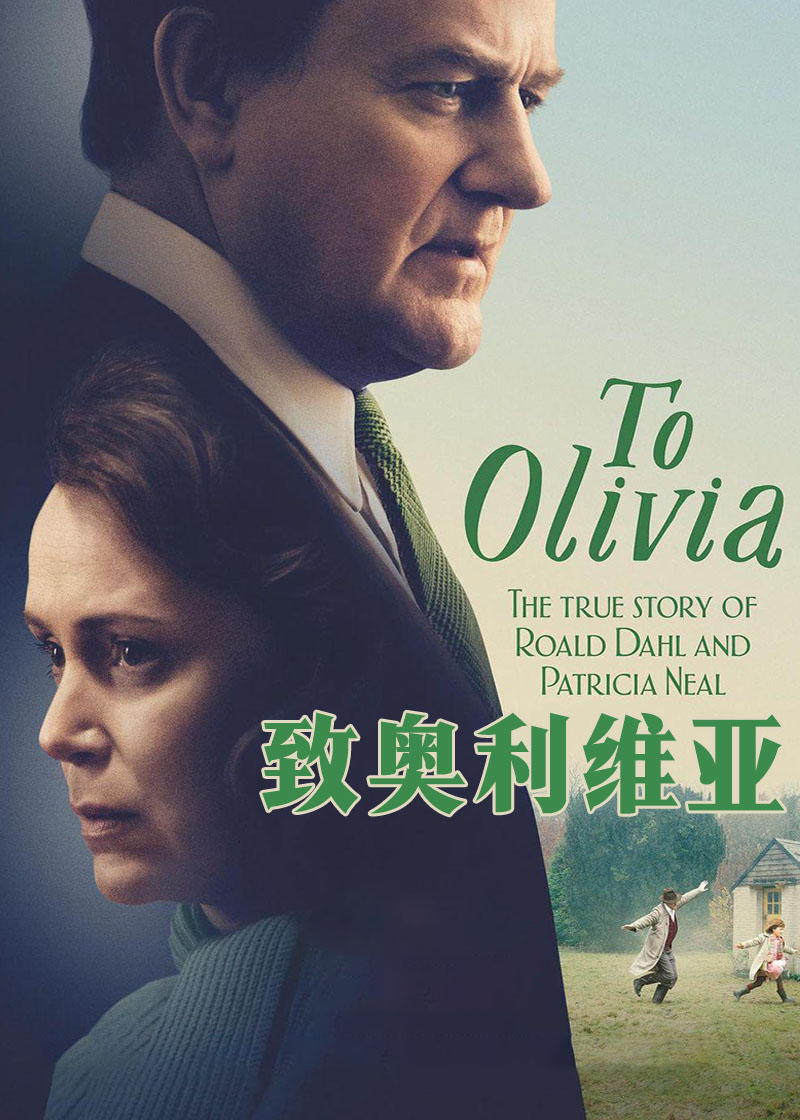 To
Olivia
THE TRUE STORY OF
ROALD DAHL AND
PATRICIA NEAL
致奥利维亚